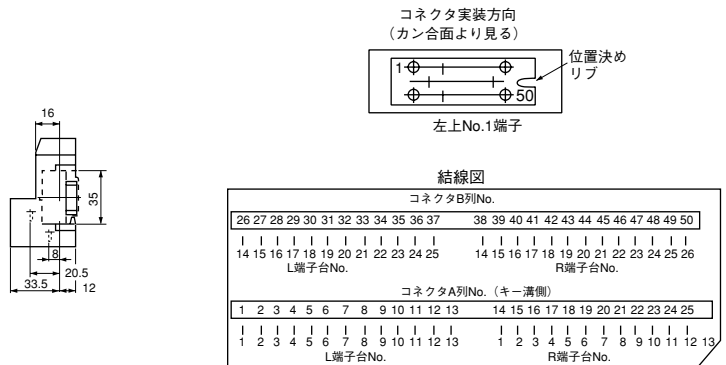 コネクタ実装方向
（カン合面より見る）
1
50
位置決め
リブ
左上No.1端子
16
35
8
20.5
33.5
12
結線図
コネクタB列No.
26 27 28 29 30 31 32 33 34 35 36 37 38 39 40 41 42 43 44 45 46 47 48 49 50
14 15 16 17 18 19 20 21 22 23 24 25 14 15 16 17 18 19 20 21 22 23 24 25 26
L端子台No. R端子台No.
コネクタA列No.（キー溝側）
1 2 3 4 5 6 7 8 9 10 11 12 13 14 15 16 17 18 19 20 21 22 23 24 25
1 2 3 4 5 6 7 8 9 10 11 12 13 1 2 3 4 5 6 7 8 9 10 11 12 13
L端子台No. R端子台No.